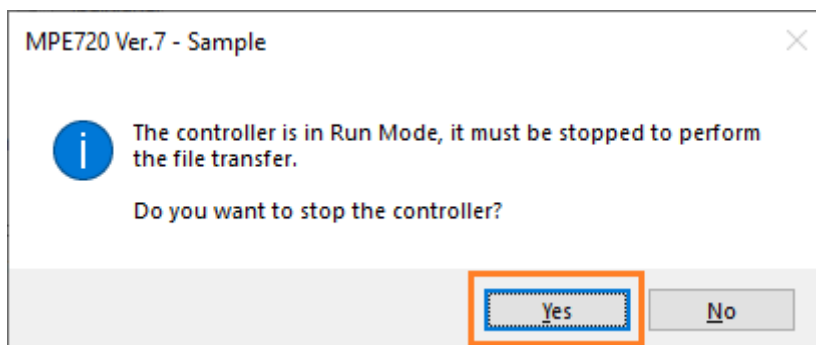 MPE720 Ver.7 - Sample
The controller is in Run Mode, it must be stopped to perform
the file transfer.
Do you want to stop the controller?
Yes
No